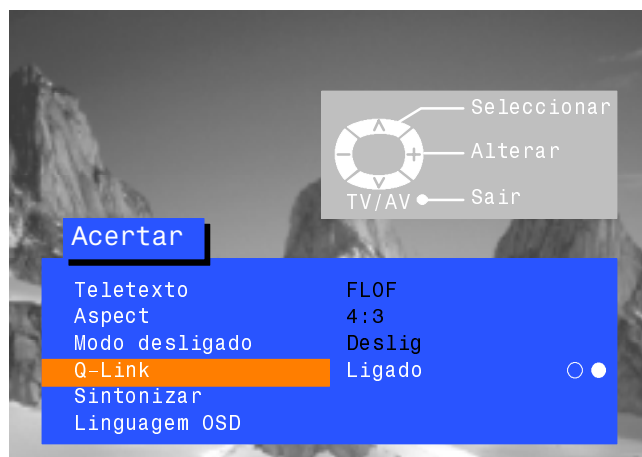 Seleccionar
Alterar
TV/AV Sair
Acertar
Teletexto FLOF
Aspect 4:3
Modo desligado Deslig
Q-Link Ligado
Sintonizar
Linguagem OSD